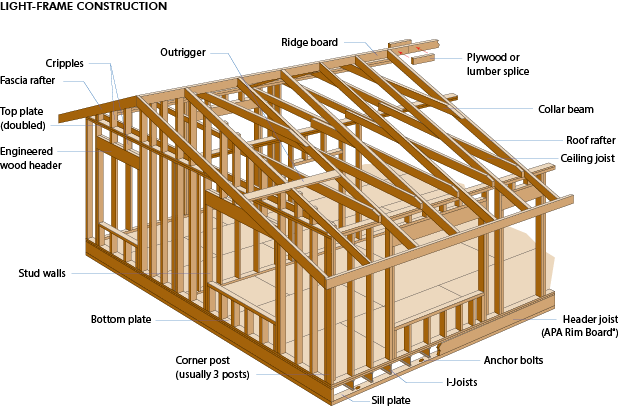 LIGHT-FRAME CONSTRUCTION
Ridge board
Outrigger
Plywood or
lumber splice
Cripples
Fascia rafter
Collar beam
Top plate
(doubled)
Roof rafter
Engineered
wood header
Ceiling joist
Stud walls
Bottom plate
Header joist
(APA Rim Board®)
Corner post
(usually 3 posts)
Anchor bolts
I-Joists
Sill plate